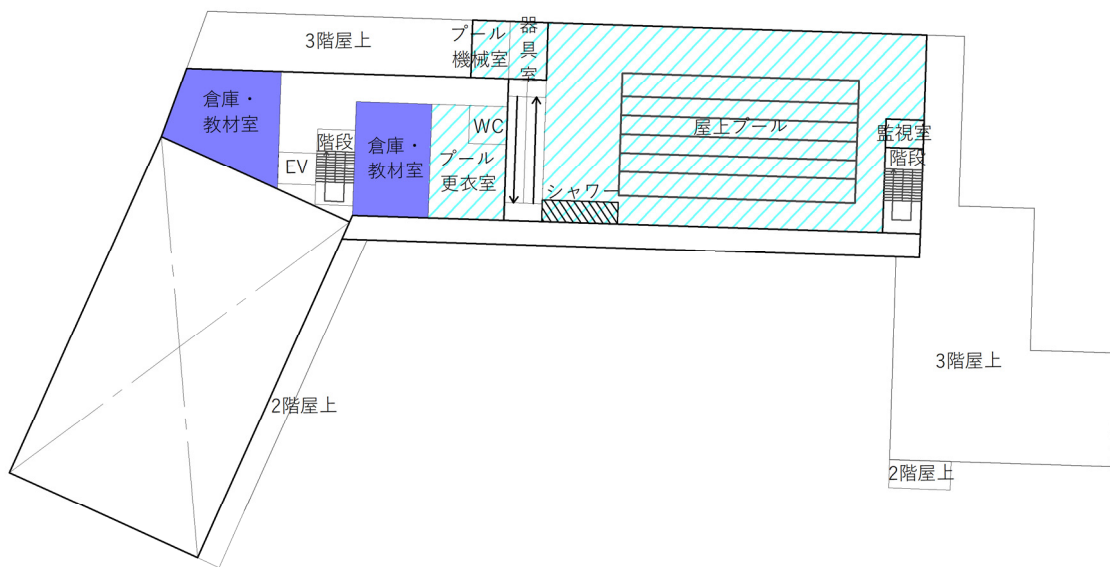 3階屋上
プール
機械室
器
具
室
倉庫・
教材室
階段
EV
倉庫・
教材室
WC
プール
更衣室
シャワー
屋上プール
監視室
階段
3階屋上
2階屋上
2階屋上